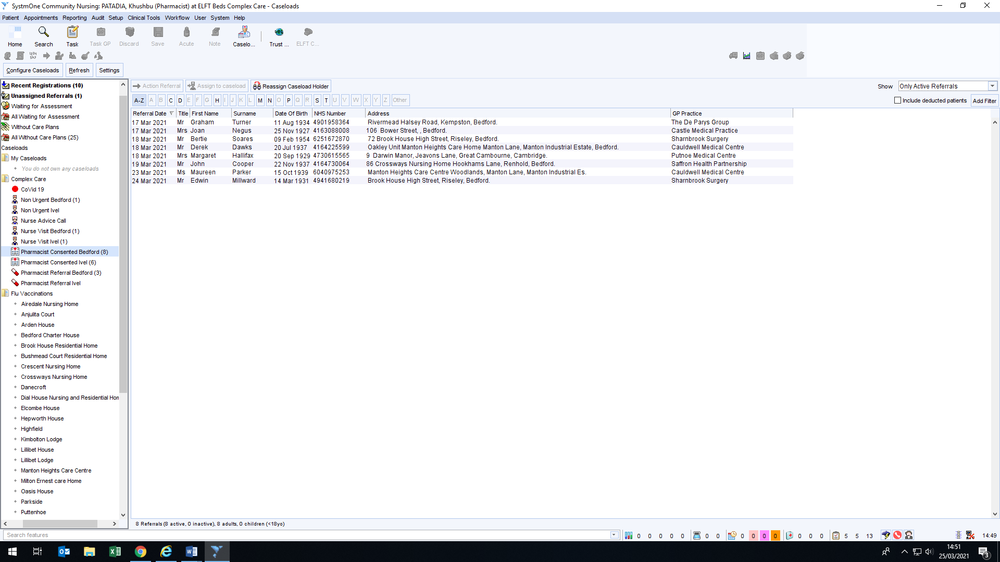 SystmOne Community Nursing: PATADIA, Khushbu (Pharmacist) at ELFT Beds Complex Care - Caseloads
Patient Appointments Reporting Audit Setup Clinical Tools Workflow User System Help
Home Search Task Task GP Discard Save Acute Note Caselo... Trust ... ELFT C...
Configure Caseloads Refresh Settings
Recent Registrations (10)
Unassigned Referrals (1)
Waiting for Assessment
All Waiting for Assessment
Without Care Plans
All Without Care Plans (25)
Caseloads
My Caseloads
You do not own any caseloads
Complex Care
CoVid 19
Non Urgent Bedford (1)
Non Urgent Ivel
Nurse Advice Call
Nurse Visit Bedford (1)
Nurse Visit Ivel (1)
Pharmacist Consented Bedford (8)
Pharmacist Consented Ivel (6)
Pharmacist Referral Bedford (3)
Pharmacist Referral Ivel
Flu Vaccinations
Airedale Nursing Home
Anjulita Court
Arden House
Bedford Charter House
Brook House Residential Home
Bushmead Court Residential Home
Crescent Nursing Home
Crossways Nursing Home
Danecroft
Dial House Nursing and Residential Hom
Elcombe House
Hepworth House
Highfield
Kimbolton Lodge
Lillibet House
Lillibet Lodge
Manton Heights Care Centre
Milton Ernest care Home
Oasis House
Parkside
Puttenhoe
Action Referral Assign to caseload Reassign Caseload Holder Show Only Active Referrals
A-Z A B C D E F G H I J K L M N O P Q R S T U V W X Y Z Other Include deducted patients Add Filter
Referral Date Title First Name Surname Date Of Birth NHS Number Address GP Practice
17 Mar 2021 Mr Graham Turner 11 Aug 1934 4901958364 Rivermead Halsey Road, Kempston, Bedford. The De Parys Group
17 Mar 2021 Mrs Joan Negus 25 Nov 1927 4163088008 106 Bower Street, , Bedford. Castle Medical Practice
18 Mar 2021 Mr Bertie Soares 09 Feb 1954 6251672870 72 Brook House High Street, Riseley, Bedford. Sharnbrook Surgery
18 Mar 2021 Mr Derek Dawks 20 Jul 1937 4164225599 Oakley Unit Manton Heights Care Home Manton Lane, Manton Industrial Estate, Bedford. Cauldwell Medical Centre
18 Mar 2021 Mrs Margaret Hallifax 20 Sep 1929 4730615565 9 Darwin Manor, Jeavons Lane, Great Cambourne, Cambridge. Putnoe Medical Centre
19 Mar 2021 Mr John Cooper 22 Nov 1937 4164730064 86 Crossways Nursing Home Hookhams Lane, Renhold, Bedford. Saffron Health Partnership
23 Mar 2021 Ms Maureen Parker 15 Oct 1939 6040975253 Manton Heights Care Centre Woodlands, Manton Lane, Manton Industrial Es. Cauldwell Medical Centre
24 Mar 2021 Mr Edwin Millward 14 Mar 1931 4941680219 Brook House High Street, Riseley, Bedford. Sharnbrook Surgery
8 Referrals (8 active, 0 inactive), 8 adults, 0 children (<18yo)
Search features 0 0 0 0 0 0 0 0 0 0 0 0 0 0 5 5 13 14:49
14:51
25/03/2021
3